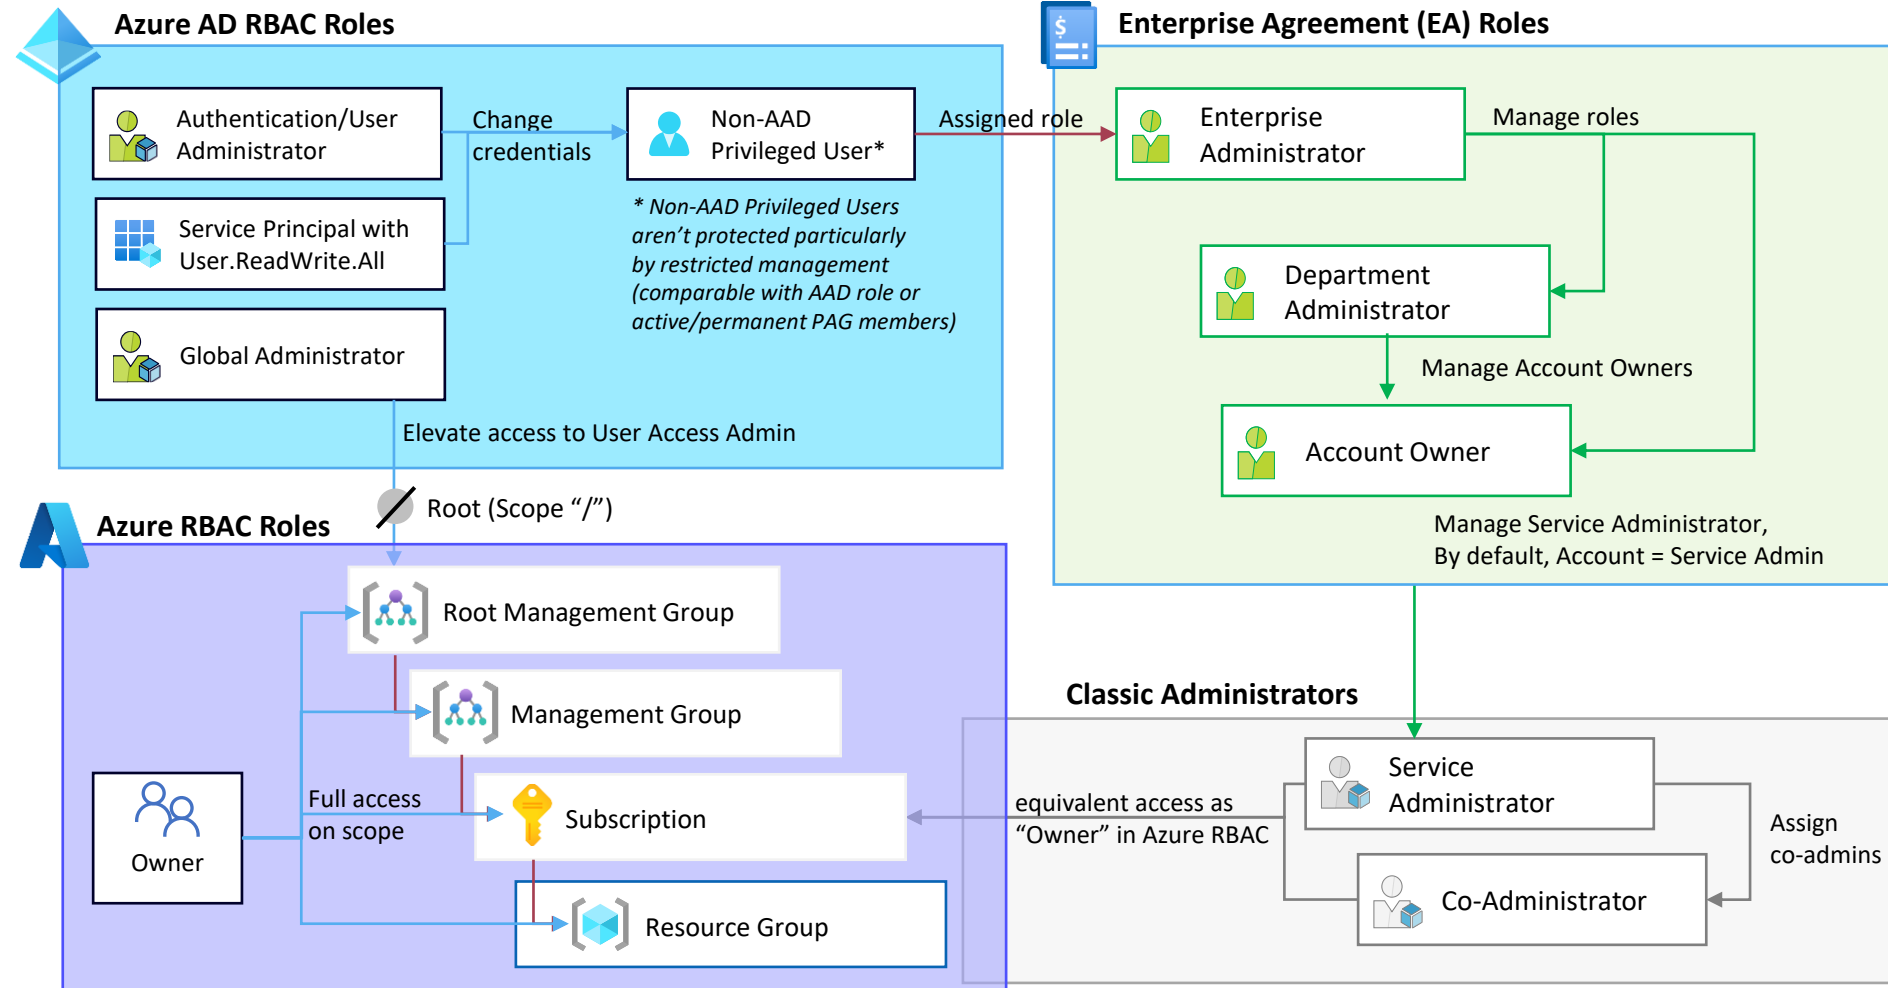 Azure AD RBAC Roles
Authentication/User
Administrator
Change
credentials
Non-AAD
Privileged User*
Service Principal with
User.ReadWrite.All
* Non-AAD Privileged Users
aren’t protected particularly
by restricted management
(comparable with AAD role or
active/permanent PAG members)
Global Administrator
Elevate access to User Access Admin
Root (Scope “/”)
Assigned role
Enterprise Agreement (EA) Roles
$
Enterprise
Administrator
Manage roles
Department
Administrator
Manage Account Owners
Account Owner
Manage Service Administrator,
By default, Account = Service Admin
Azure RBAC Roles
Root Management Group
Management Group
Subscription
Resource Group
Owner
Full access
on scope
Classic Administrators
equivalent access as
“Owner” in Azure RBAC
Service
Administrator
Assign
co-admins
Co-Administrator